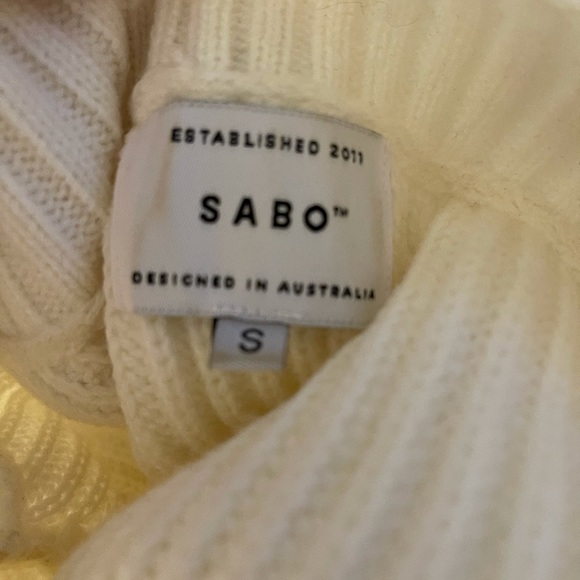 ESTABLISHED 2011
SABO™
DESIGNED IN AUSTRALIA
S